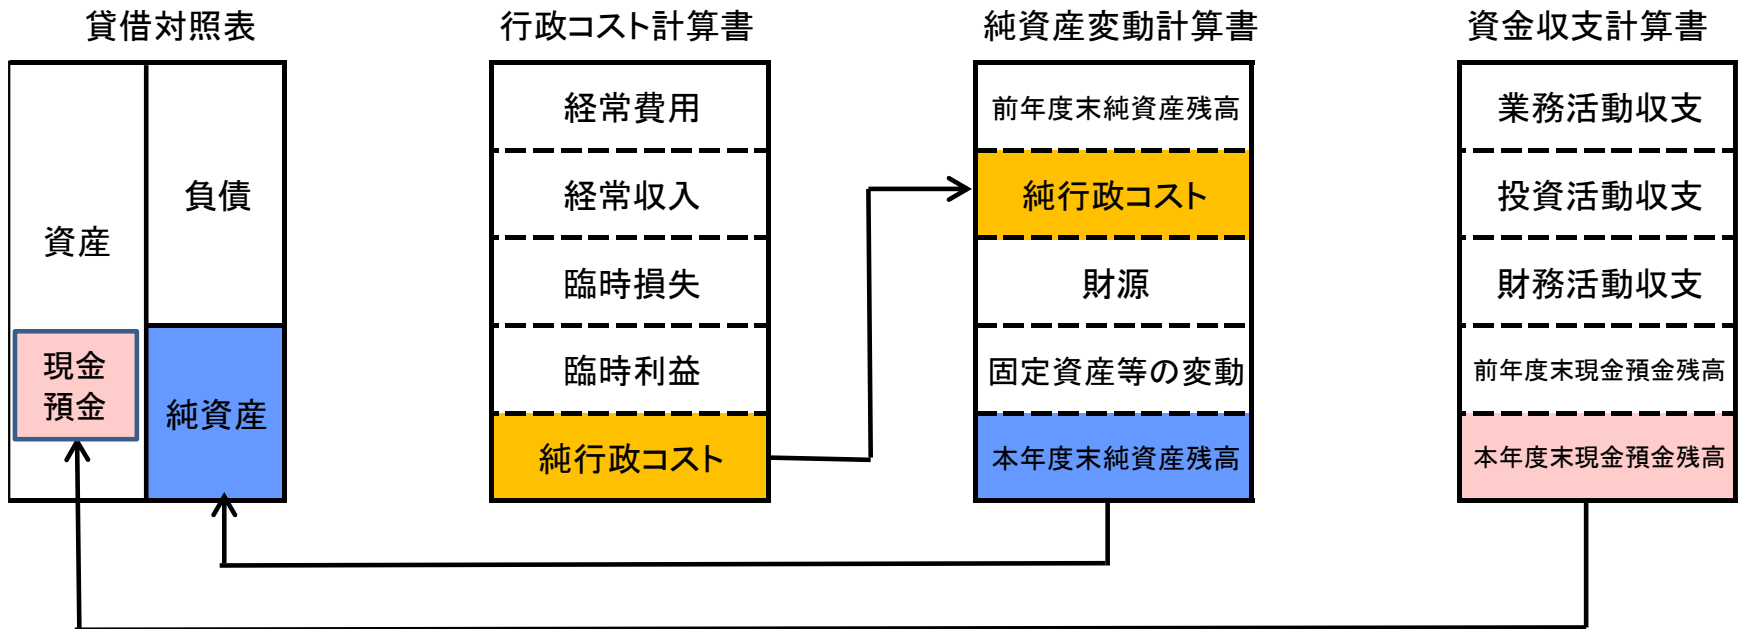 貸借対照表
資産
現金
預金
負債
純資産
行政コスト計算書
経常費用
経常収入
臨時損失
臨時利益
純行政コスト
純資産変動計算書
前年度末純資産残高
純行政コスト
財源
固定資産等の変動
本年度末純資産残高
資金収支計算書
業務活動収支
投資活動収支
財務活動収支
前年度末現金預金残高
本年度末現金預金残高